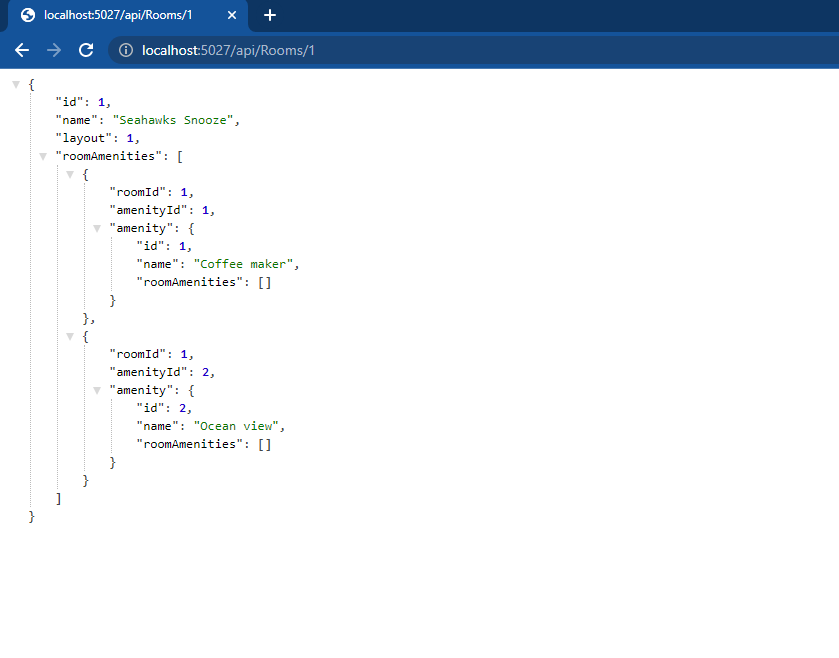 localhost:5027/api/Rooms/1
localhost:5027/api/Rooms/1
{
"id": 1,
"name": "Seahawks Snooze",
"layout": 1,
"roomAmenities": [
{
"roomId": 1,
"amenityId": 1,
"amenity": {
"id": 1,
"name": "Coffee maker",
"roomAmenities": []
}
},
{
"roomId": 1,
"amenityId": 2,
"amenity": {
"id": 2,
"name": "Ocean view",
"roomAmenities": []
}
}
]
}